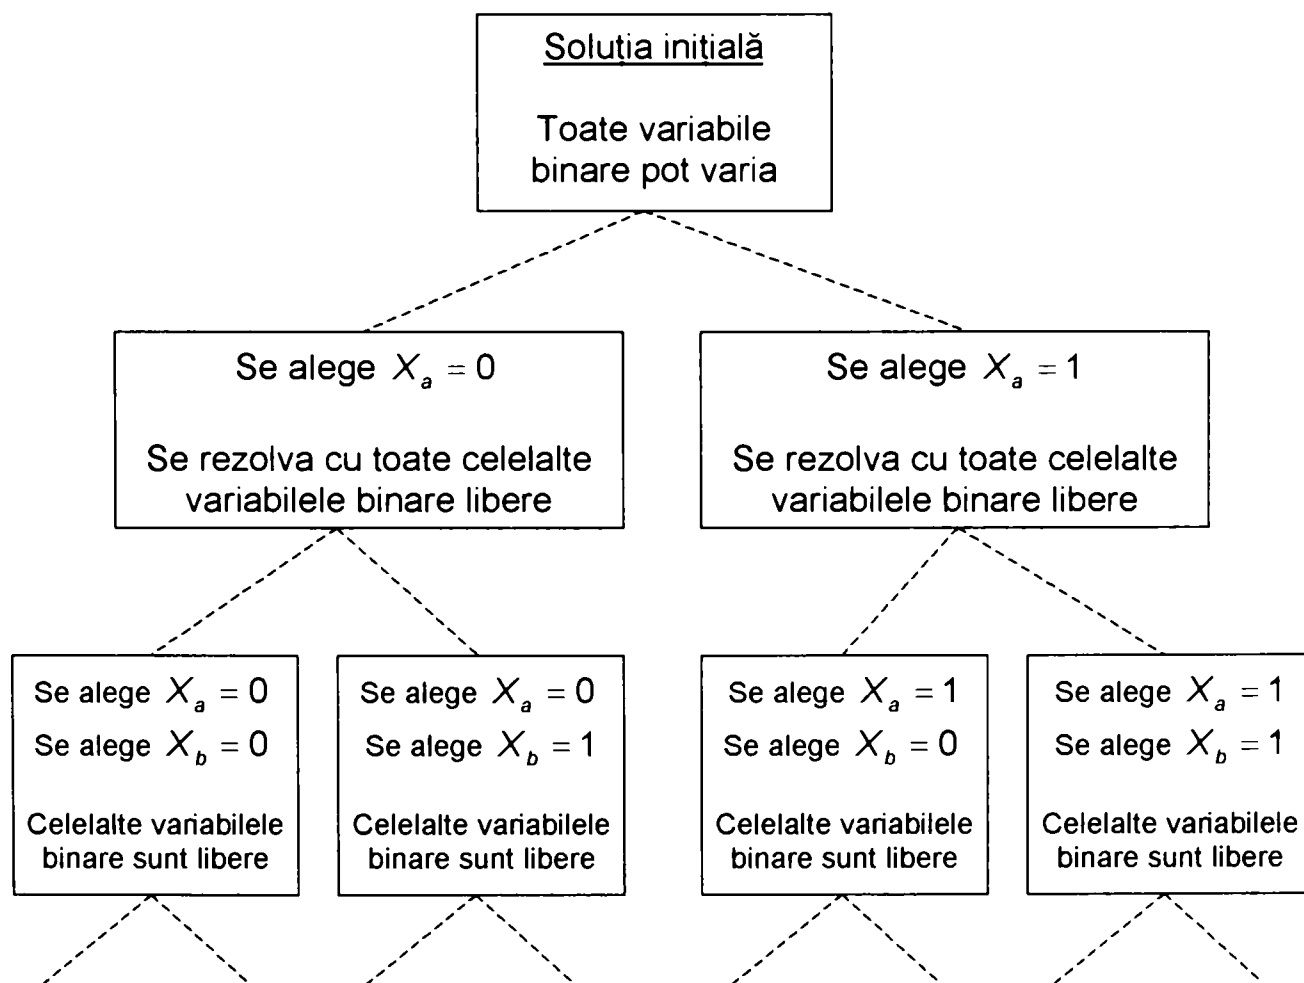 Soluția inițială
Toate variabile
binare pot varia
Se alege X_a = 0
Se rezolva cu toate celelalte
variabilele binare libere
Se alege X_a = 1
Se rezolva cu toate celelalte
variabilele binare libere
Se alege X_a = 0
Se alege X_b = 0
Celelalte variabilele
binare sunt libere
Se alege X_a = 0
Se alege X_b = 1
Celelalte variabilele
binare sunt libere
Se alege X_a = 1
Se alege X_b = 0
Celelalte variabilele
binare sunt libere
Se alege X_a = 1
Se alege X_b = 1
Celelalte variabilele
binare sunt libere